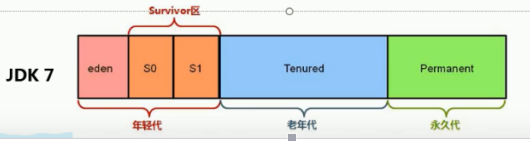 Survivor区
JDK 7
eden
S0
S1
Tenured
Permanent
年轻代
老年代
永久代